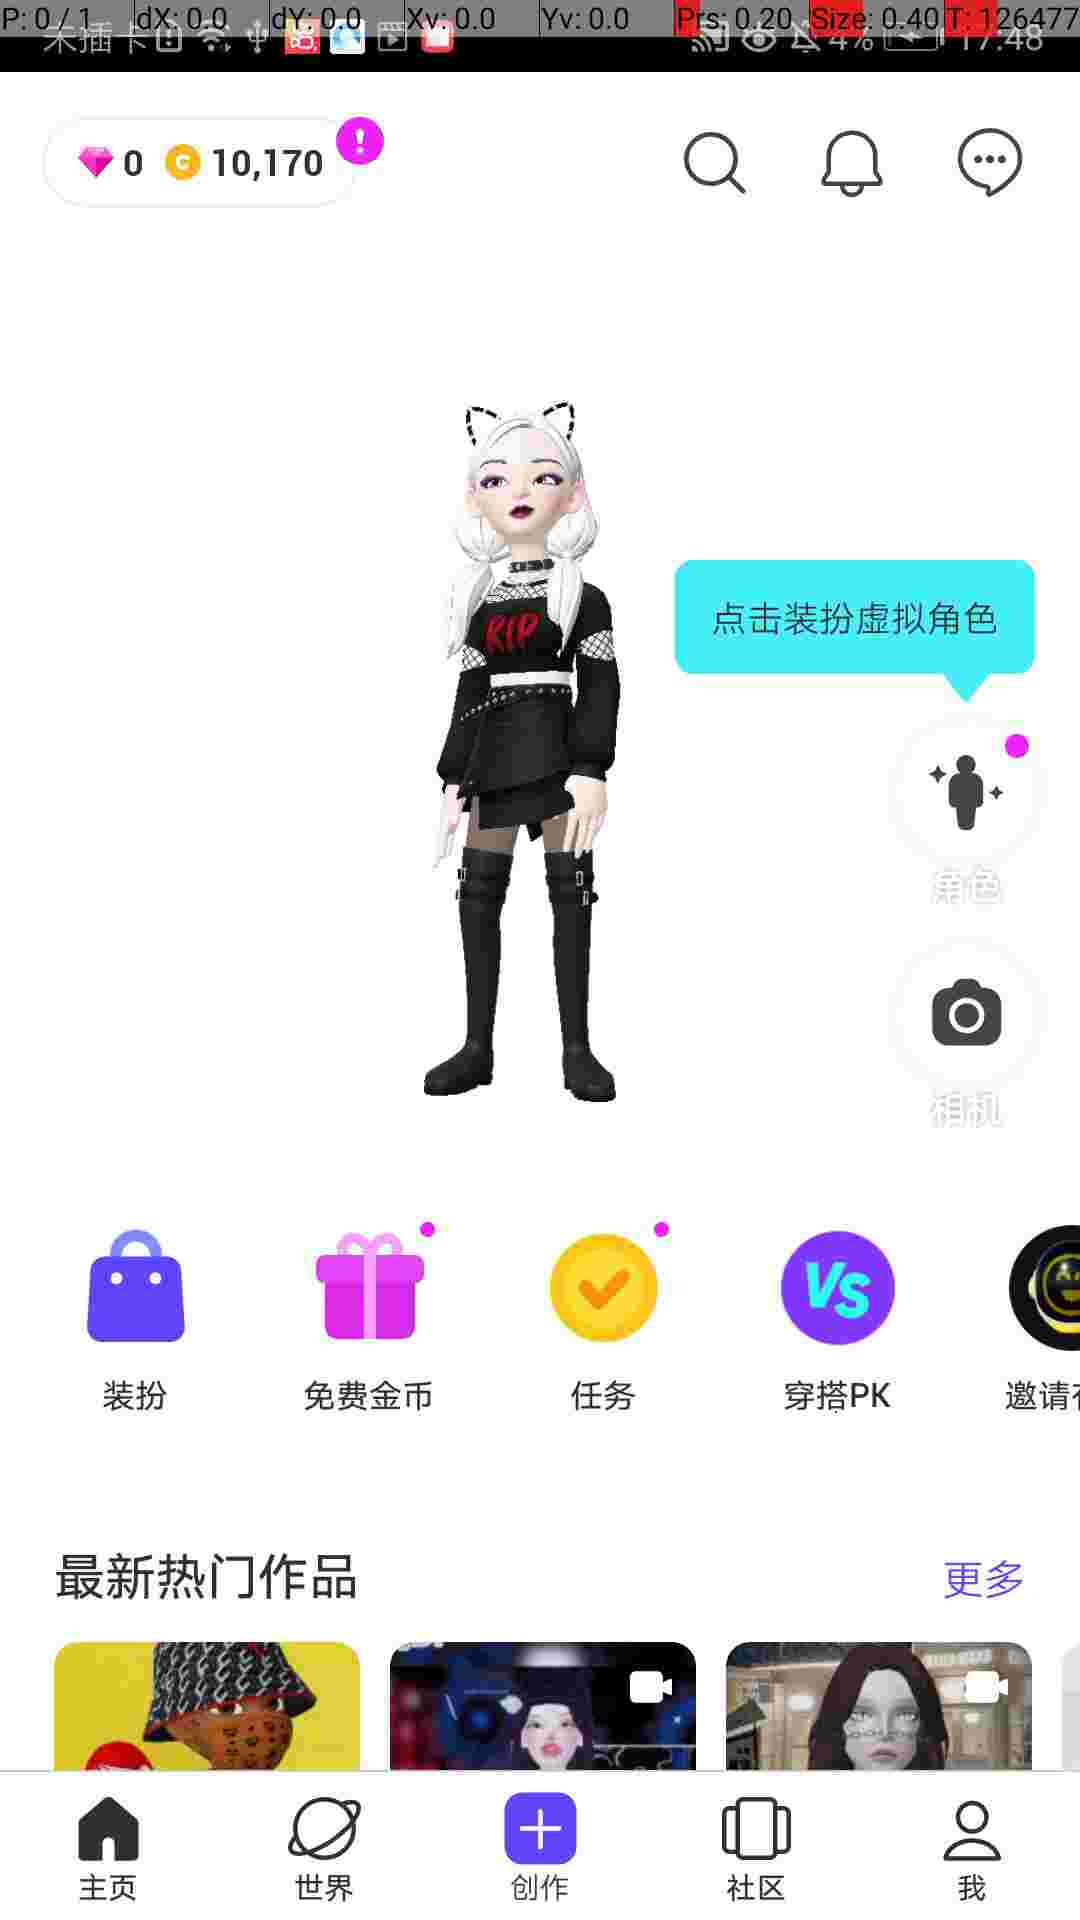 P: 0 / 1 dX: 0.0 dY: 0.0 Xv: 0.0 Yv: 0.0 Prs: 0.20 Size: 0.40 T: 126477
未插卡 4% 17:48
0 C 10,170 !
RIP
点击装扮虚拟角色
角色
相机
VS
装扮 免费金币 任务 穿搭PK 邀请
最新热门作品 更多
主页 世界 创作 社区 我